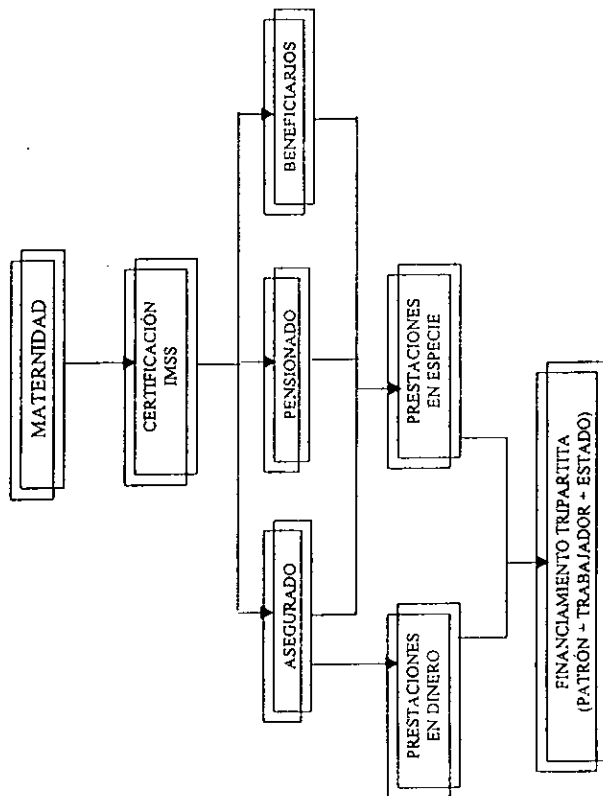 MATERNIDAD
CERTIFICACIÓN
IMSS
ASEGURADO
PENSIONADO
BENEFICIARIOS
PRESTACIONES
EN DINERO
PRESTACIONES
EN ESPECIE
FINANCIAMIENTO TRIPARTITA
(PATRÓN + TRABAJADOR + ESTADO)